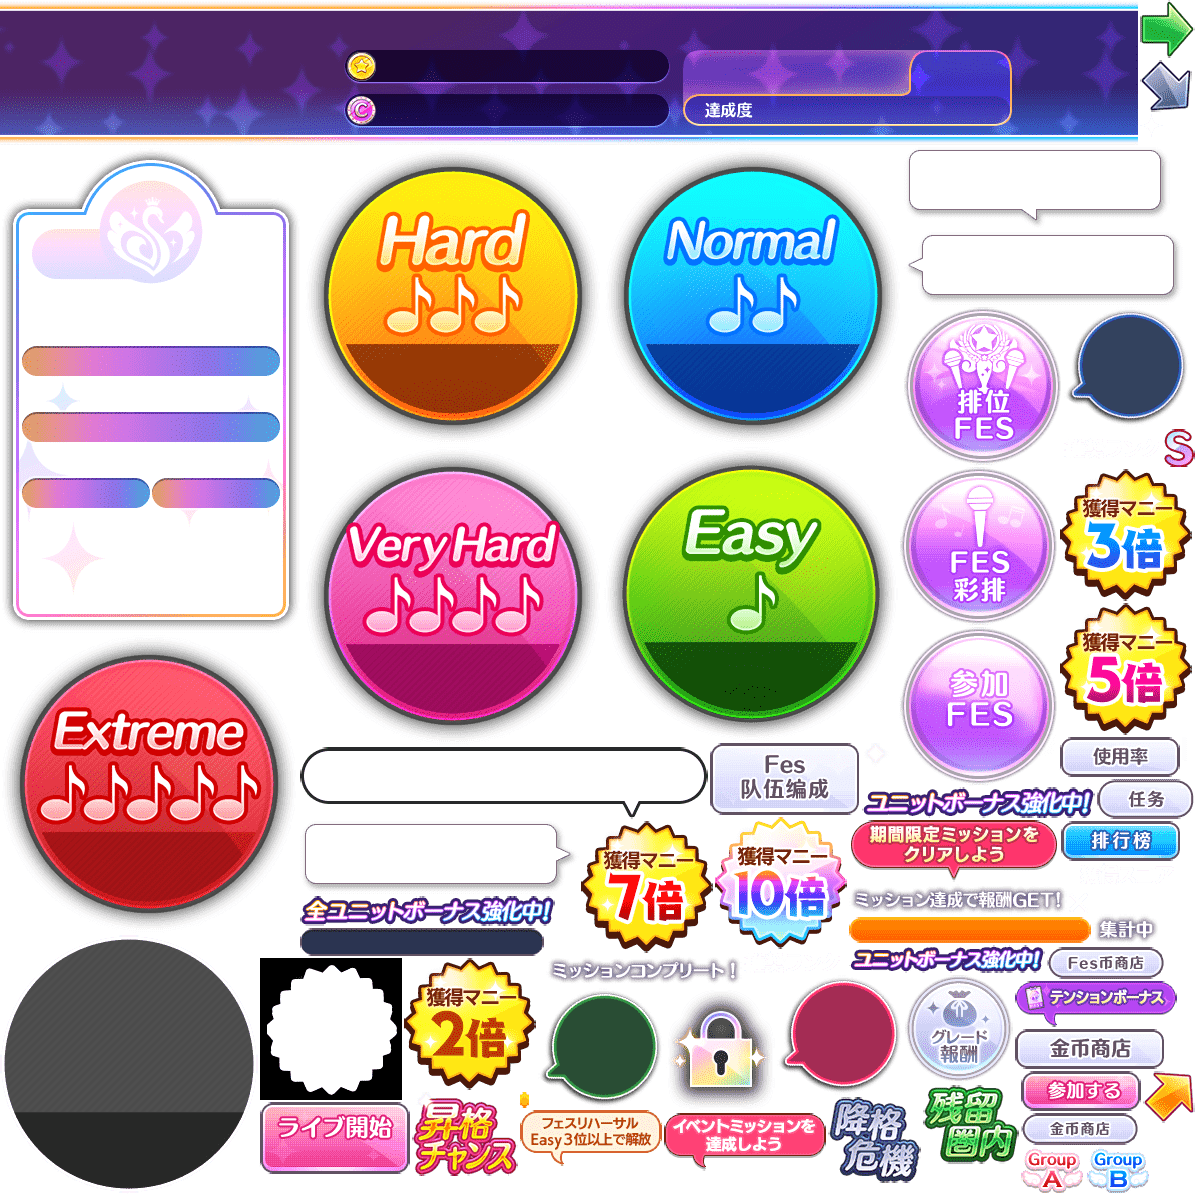 達成度
Hard
Normal
排位
FES
S
Very Hard
Easy
FES
彩排
獲得マニー
3倍
参加
FES
獲得マニー
5倍
Extreme
Fes
队伍编成
使用率
ユニットボーナス強化中!
任务
期間限定ミッションを
クリアしよう
排行榜
獲得マニー
7倍
獲得マニー
10倍
ミッション達成で報酬GET!
全ユニットボーナス強化中!
集計中
ユニットボーナス強化中!
Fes币商店
ミッションコンプリート!
獲得マニー
2倍
グレード
報酬
テンションボーナス
金币商店
ライブ開始
昇格
チャンス
フェスリハーサル
Easy3位以上で解放
イベントミッションを
達成しよう
降格
危機
残留
圏内
参加する
金币商店
Group
A
Group
B
C